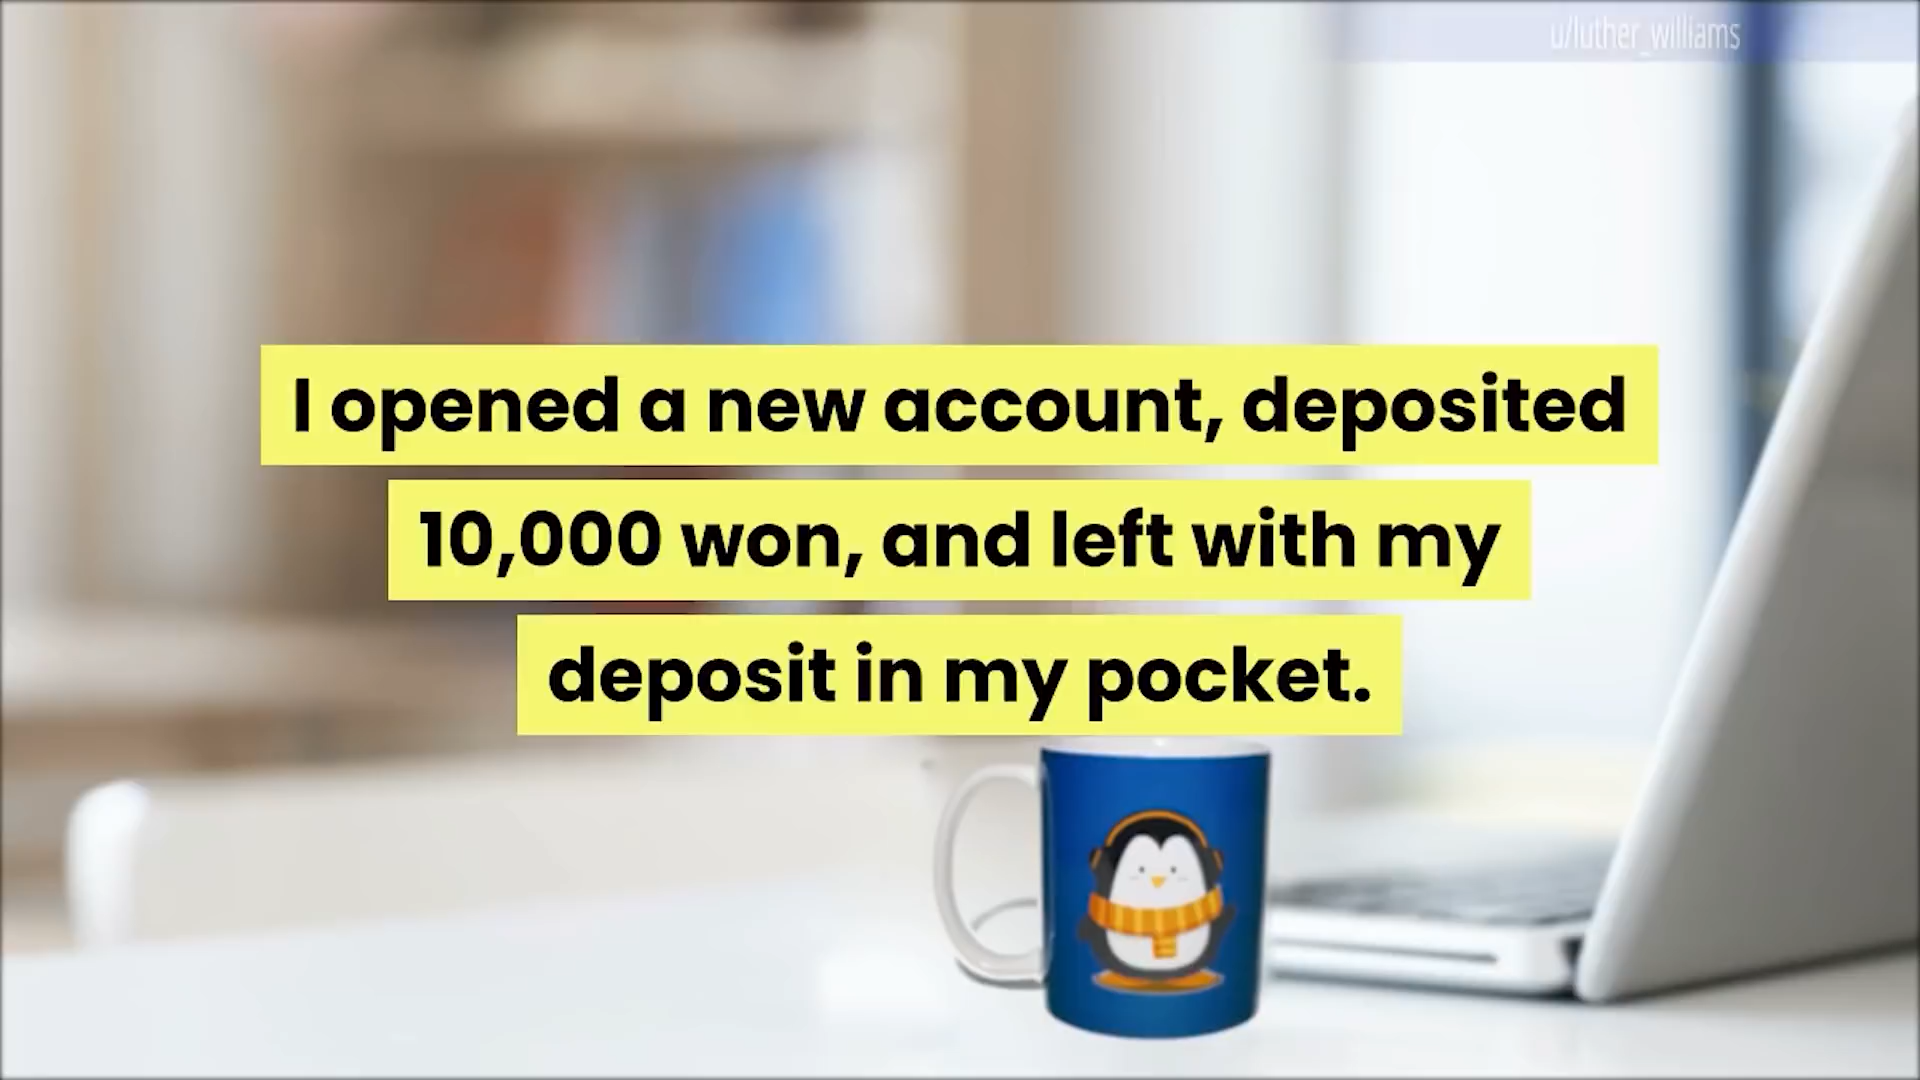 u/luther_williams
I opened a new account, deposited
10,000 won, and left with my
deposit in my pocket.